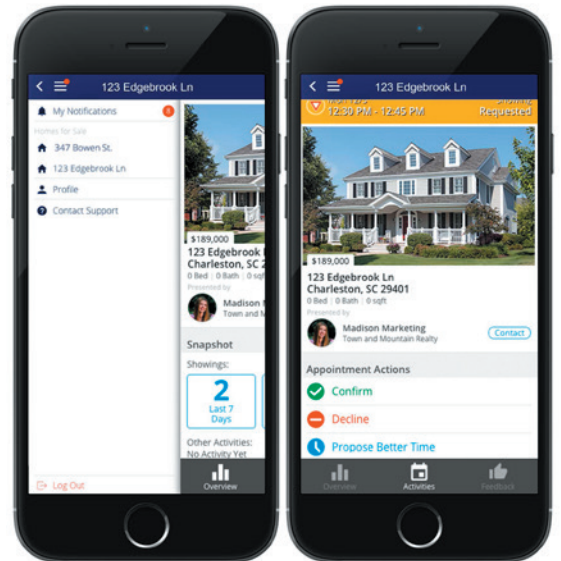 123 Edgebrook Ln
My Notifications
Homes for Sale
347 Bowen St.
123 Edgebrook Ln
Profile
Contact Support
Log Out
$189,000
123 Edgebrook
Charleston, SC 2
0 Bed | 0 Bath | 0 sqft
Presented by
Madison M
Town and M
Snapshot
Showings:
2
Last 7
Days
Other Activities:
No Activity Yet
Overview
123 Edgebrook Ln
Showing
12:30 PM - 12:45 PM Requested
$189,000
123 Edgebrook Ln
Charleston, SC 29401
0 Bed | 0 Bath | 0 sqft
Presented by
Madison Marketing
Town and Mountain Realty
Contact
Appointment Actions
Confirm
Decline
Propose Better Time
Overview Activities Feedback